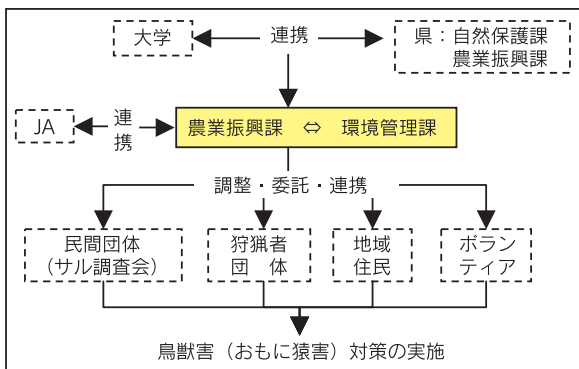 大学
連携
県：自然保護課
農業振興課
JA
連携
農業振興課 ⇔ 環境管理課
調整・委託・連携
民間団体
（サル調査会）
狩猟者
団 体
地域
住民
ボラン
ティア
鳥獣害（おもに猿害）対策の実施